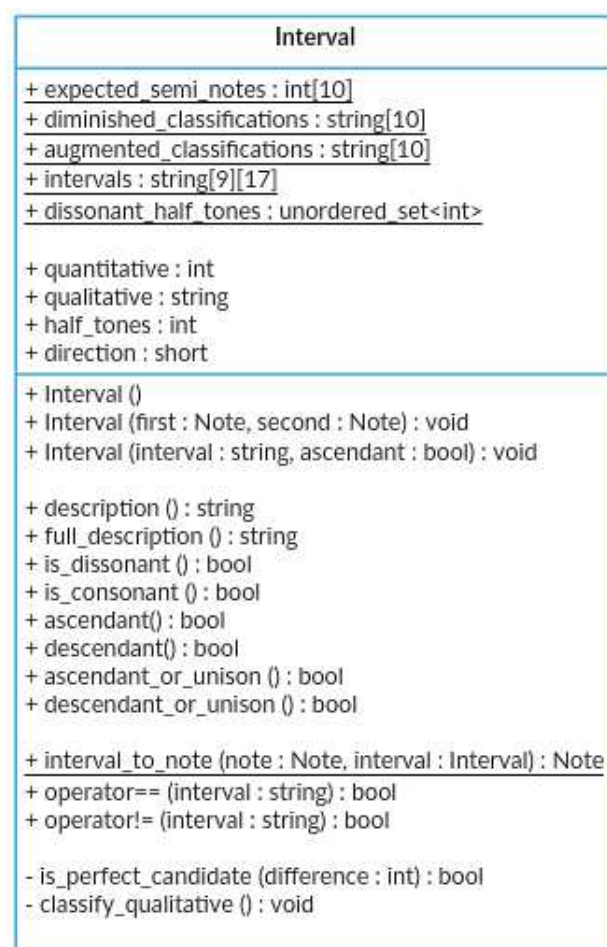 Interval
+ expected_semi_notes : int[10]
+ diminished_classifications : string[10]
+ augmented_classifications : string[10]
+ intervals : string[9][17]
+ dissonant_half_tones : unordered_set<int>
+ quantitative : int
+ qualitative : string
+ half_tones : int
+ direction : short
+ Interval ()
+ Interval (first : Note, second : Note) : void
+ Interval (interval : string, ascendant : bool) : void
+ description () : string
+ full_description () : string
+ is_dissonant () : bool
+ is_consonant () : bool
+ ascendant() : bool
+ descendant() : bool
+ ascendant_or_unison () : bool
+ descendant_or_unison () : bool
+ interval_to_note (note : Note, interval : Interval) : Note
+ operator== (interval : string) : bool
+ operator!= (interval : string) : bool
- is_perfect_candidate (difference : int) : bool
- classify_qualitative () : void